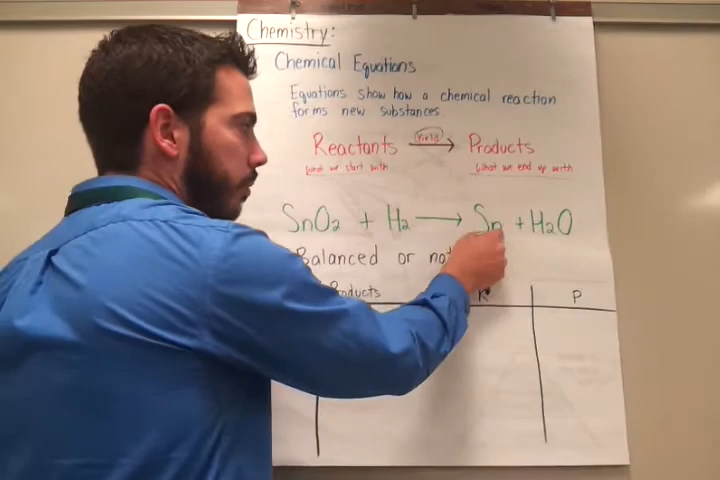 Chemistry:
Chemical Equations
Equations show how a chemical reaction
forms new substances
Reactants yield Products
what we start with what we end up with
SnO₂ + H₂ → Sn + H₂O
Balanced or not
Products R P